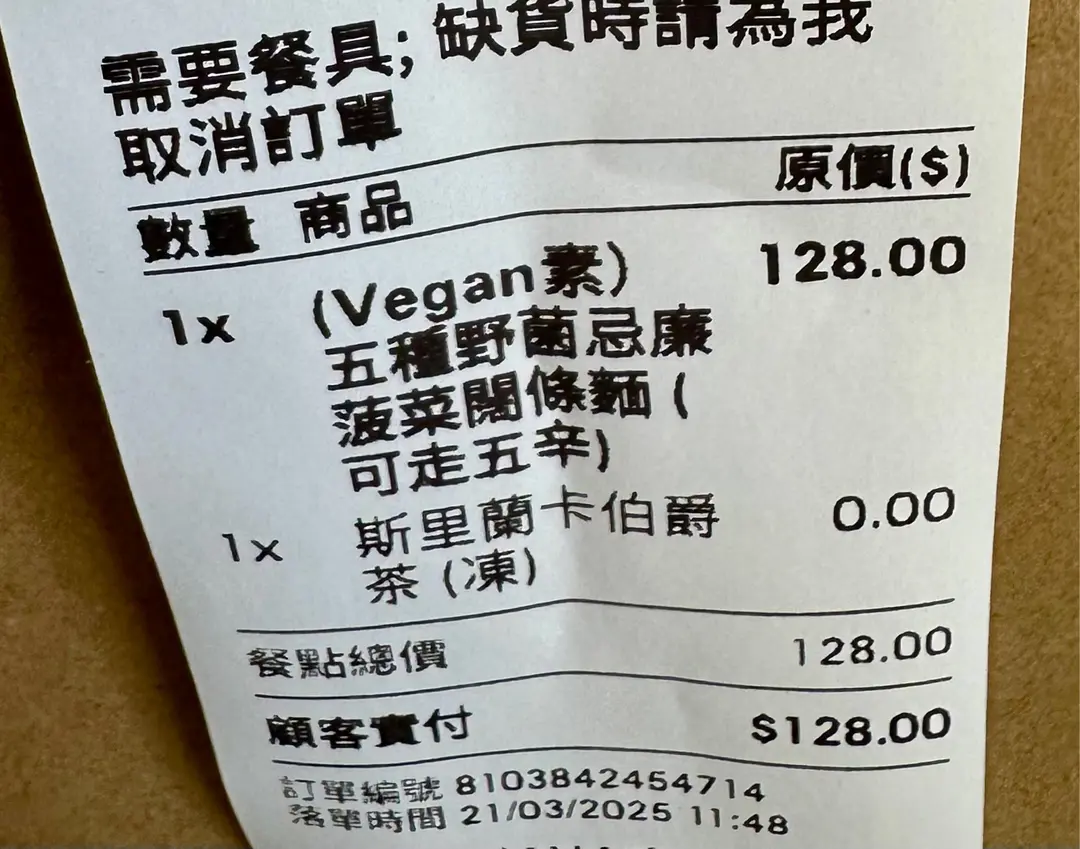 需要餐具; 缺貨時請為我
取消訂單
數量 商品 原價($)
1x (Vegan素) 128.00
五種野菌忌廉
菠菜闊條麵 (
可走五辛)
1x 斯里蘭卡伯爵 0.00
茶 (凍)
餐點總價 128.00
顧客實付 $128.00
訂單編號 8103842454714
落單時間 21/03/2025 11:48